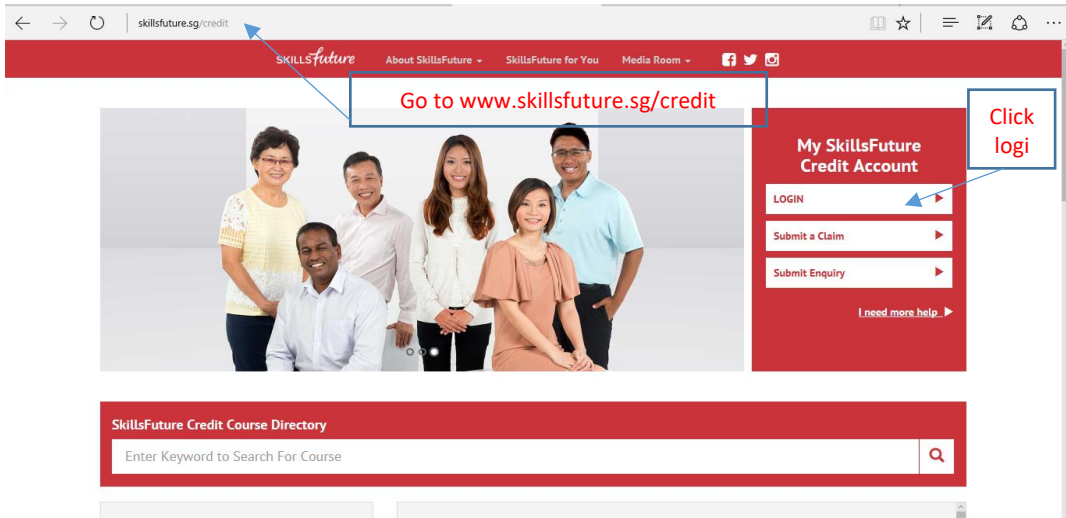 skillsfuture.sg/credit
SKILLSfuture About SkillsFuture SkillsFuture for You Media Room
Go to www.skillsfuture.sg/credit
Click
logi
My SkillsFuture
Credit Account
LOGIN
Submit a Claim
Submit Enquiry
I need more help
SkillsFuture Credit Course Directory
Enter Keyword to Search For Course